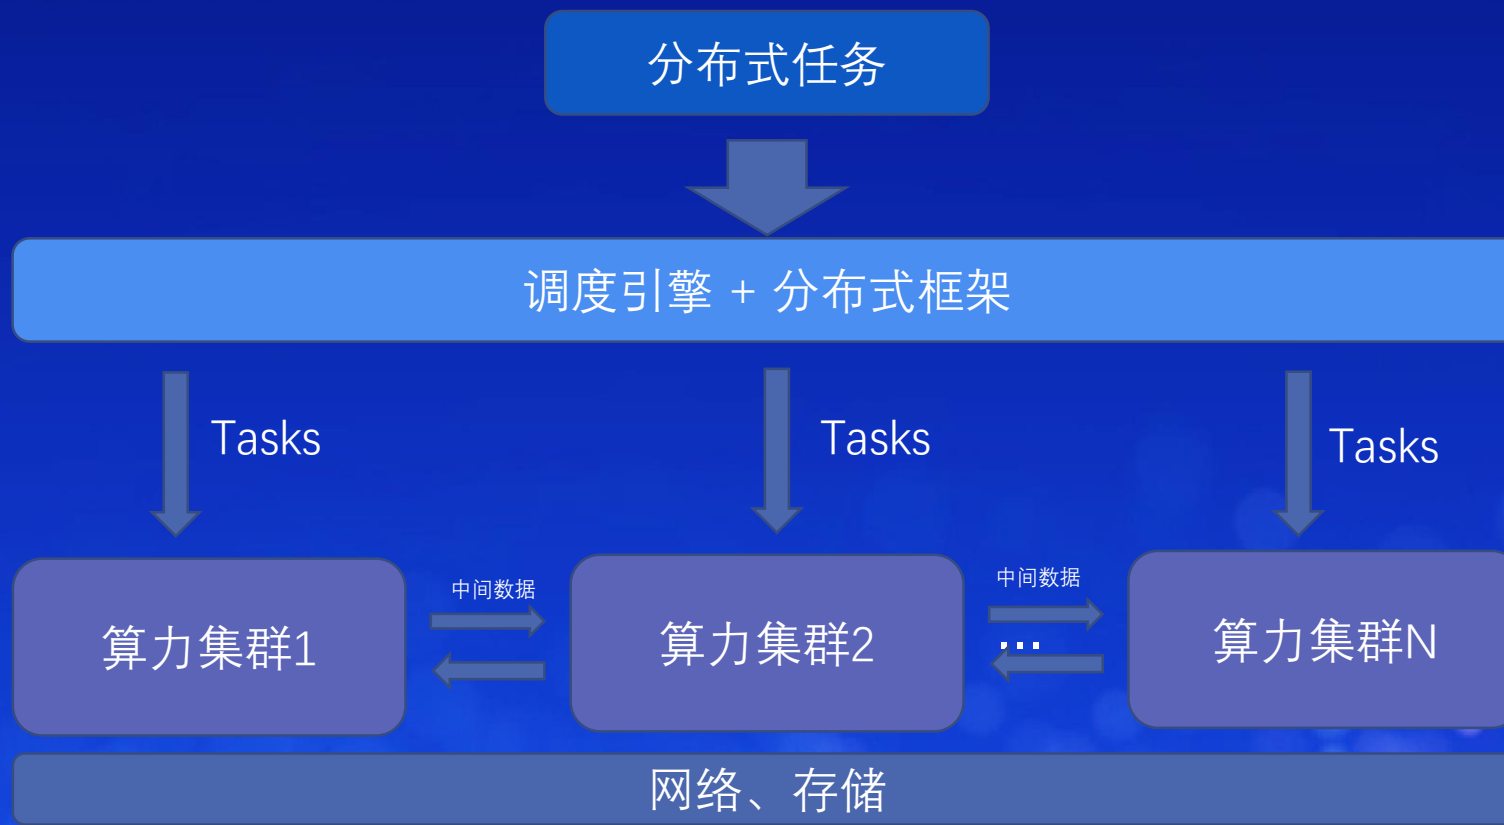 分布式任务
调度引擎 + 分布式框架
Tasks
Tasks
Tasks
中间数据
中间数据
算力集群1
算力集群2
...
算力集群N
网络、存储